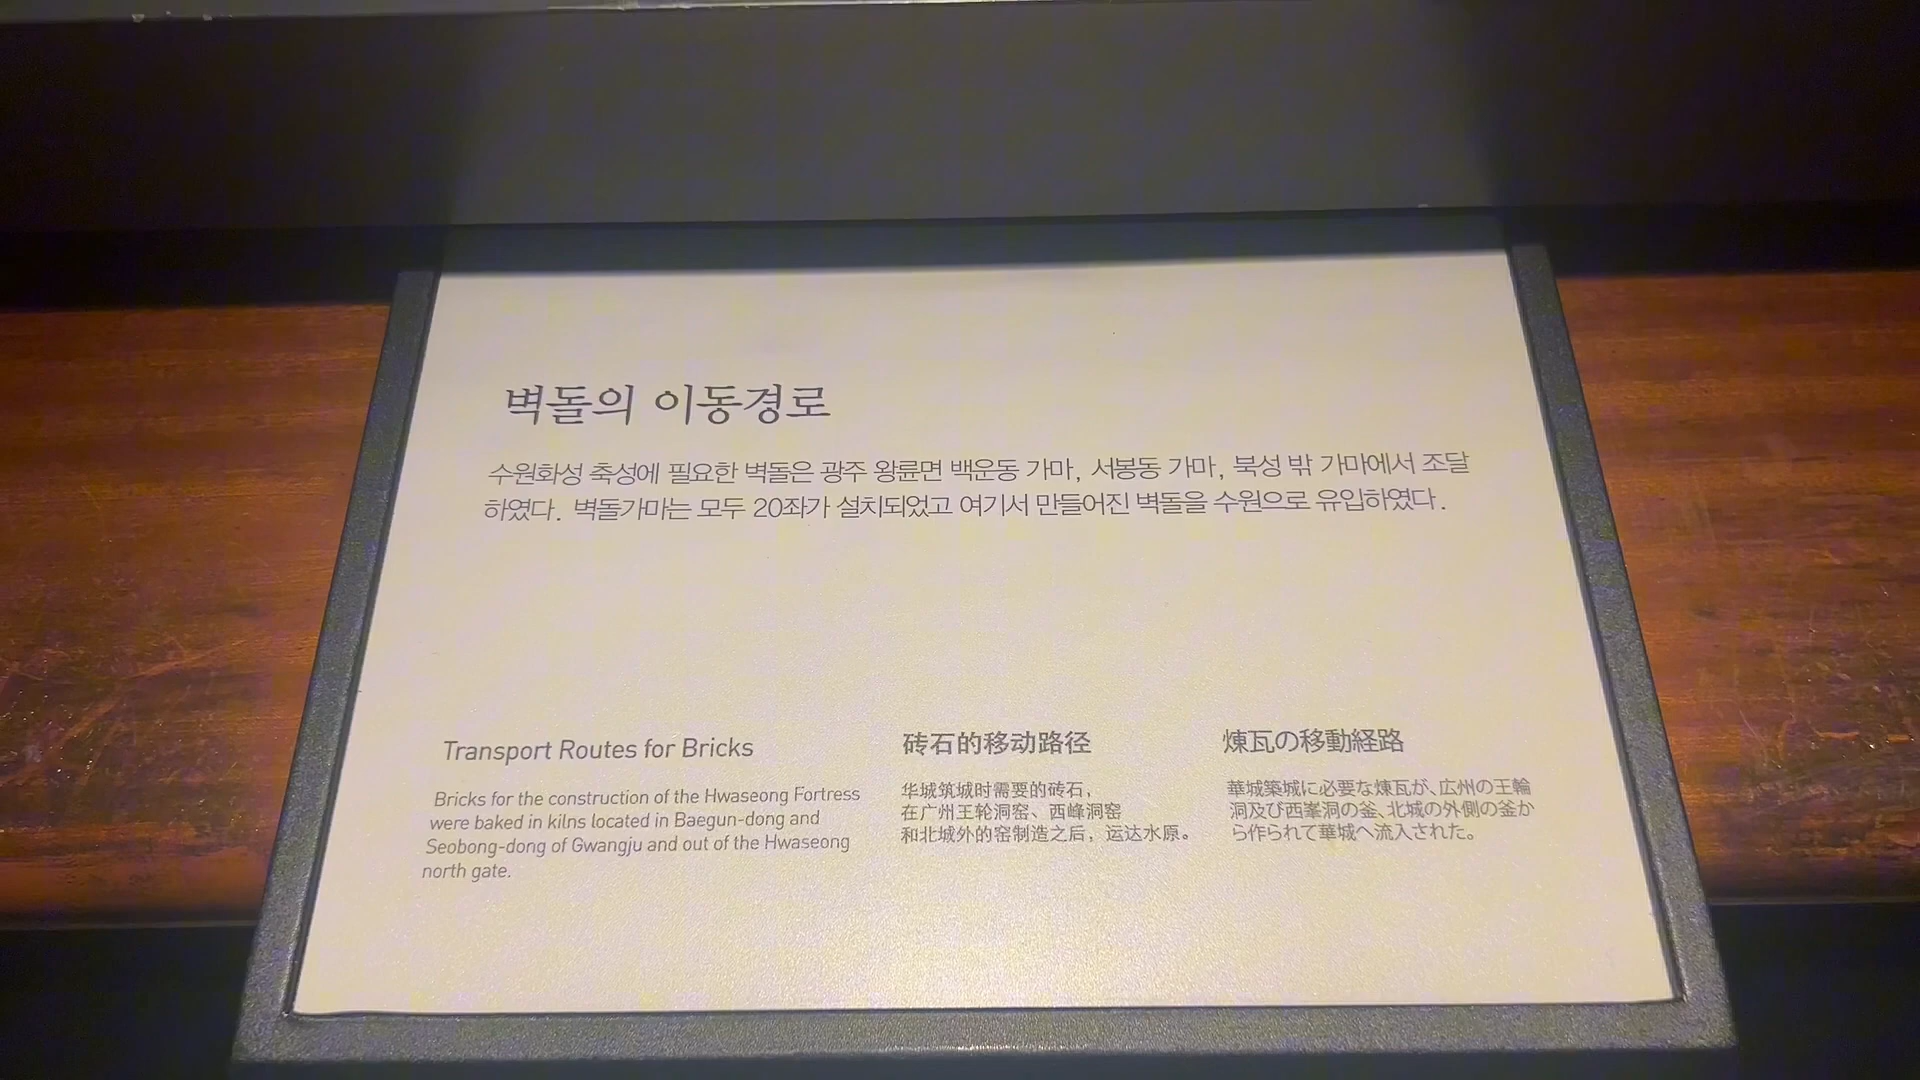 벽돌의 이동경로
수원화성 축성에 필요한 벽돌은 광주 왕륜면 백운동 가마, 서봉동 가마, 북성 밖 가마에서 조달
하였다. 벽돌가마는 모두 20좌가 설치되었고 여기서 만들어진 벽돌을 수원으로 유입하였다.
Transport Routes for Bricks
Bricks for the construction of the Hwaseong Fortress
were baked in kilns located in Baegun-dong and
Seobong-dong of Gwangju and out of the Hwaseong
north gate.
砖石的移动路径
华城筑城时需要的砖石，
在广州王轮洞窑、西峰洞窑
和北城外的窑制造之后，运达水原。
煉瓦の移動経路
華城築城に必要な煉瓦が、広州の王輪
洞及び西峯洞の釜、北城の外側の釜か
ら作られて華城へ流入された。